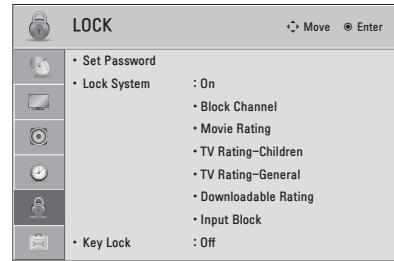 LOCK Move Enter
• Set Password
• Lock System : On
• Block Channel
• Movie Rating
• TV Rating-Children
• TV Rating-General
• Downloadable Rating
• Input Block
• Key Lock : Off